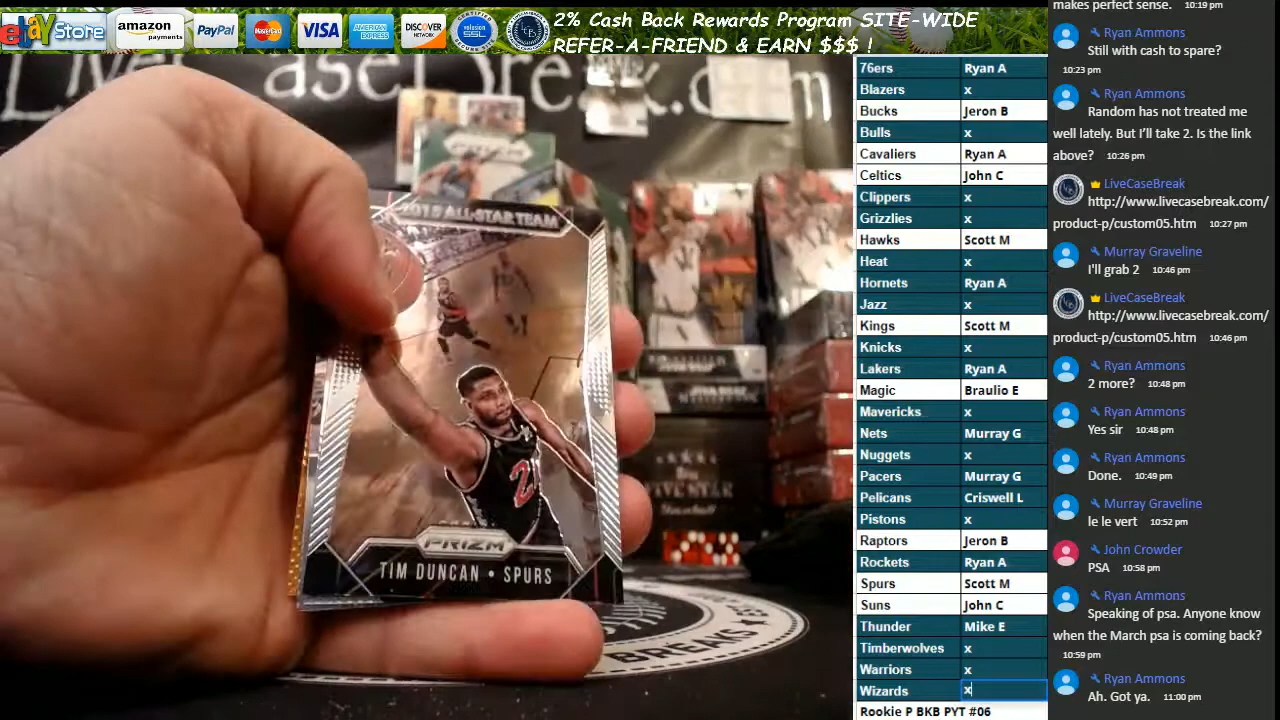 ebay Store
amazon payments
PayPal
MasterCard
VISA
AMERICAN EXPRESS
DISCOVER NETWORK
2% Cash Back Rewards Program SITE-WIDE
REFER-A-FRIEND & EARN $$$ !
LiveCaseBreak.com
PRIZM
2015 ALL-STAR TEAM
2
PRIZM
TIM DUNCAN • SPURS
BREAKS
76ers Ryan A
Blazers x
Bucks Jeron B
Bulls x
Cavaliers Ryan A
Celtics John C
Clippers x
Grizzlies x
Hawks Scott M
Heat x
Hornets Ryan A
Jazz x
Kings Scott M
Knicks x
Lakers Ryan A
Magic Braulio E
Mavericks x
Nets Murray G
Nuggets x
Pacers Murray G
Pelicans Criswell L
Pistons x
Raptors Jeron B
Rockets Ryan A
Spurs Scott M
Suns John C
Thunder Mike E
Timberwolves x
Warriors x
Wizards x
Rookie P BKB PYT #06
makes perfect sense. 10:19 pm
Ryan Ammons
Still with cash to spare?
10:23 pm
Ryan Ammons
Random has not treated me
well lately. But I'll take 2. Is the link
above? 10:26 pm
LiveCaseBreak
http://www.livecasebreak.com/
product-p/custom05.htm 10:27 pm
Murray Graveline
I'll grab 2 10:46 pm
LiveCaseBreak
http://www.livecasebreak.com/
product-p/custom05.htm 10:46 pm
Ryan Ammons
2 more? 10:48 pm
Ryan Ammons
Yes sir 10:48 pm
Ryan Ammons
Done. 10:49 pm
Murray Graveline
le le vert 10:52 pm
John Crowder
PSA 10:58 pm
Ryan Ammons
Speaking of psa. Anyone know
when the March psa is coming back?
10:59 pm
Ryan Ammons
Ah. Got ya. 11:00 pm